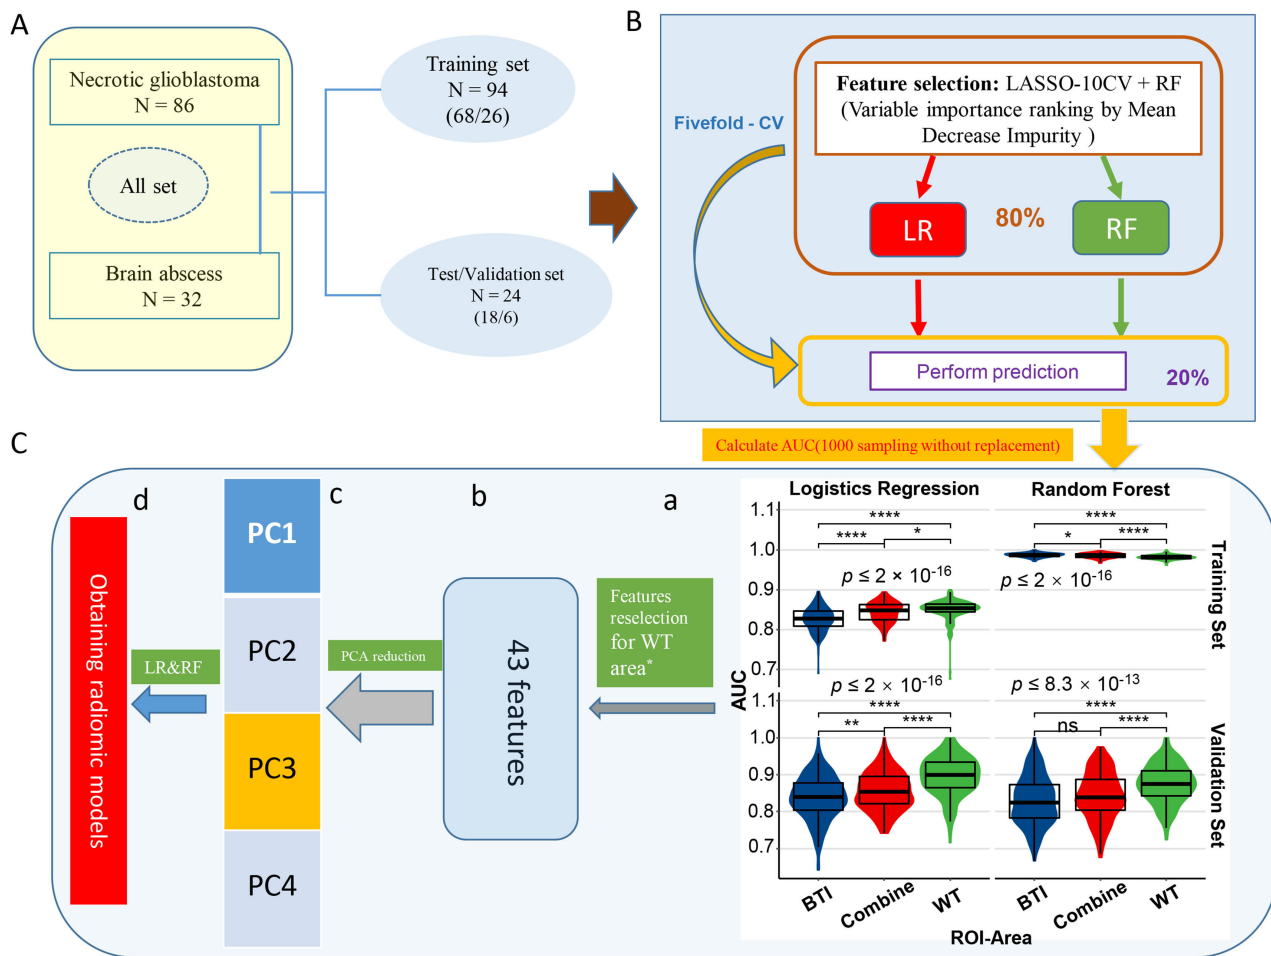 A
Necrotic glioblastoma
N = 86
All set
Brain abscess
N = 32
Training set
N = 94
(68/26)
Test/Validation set
N = 24
(18/6)
B
Fivefold - CV
Feature selection: LASSO-10CV + RF
(Variable importance ranking by Mean
Decrease Impurity )
LR
80%
RF
Perform prediction
20%
Calculate AUC(1000 sampling without replacement)
C
d
Obtaining radiomic models
LR&RF
PC1
PC2
PC3
PC4
c
PCA reduction
b
43 features
a
Features
reselection
for WT
area*
Logistics Regression
Random Forest
AUC
1.1
1.0
0.9
0.8
0.7
****
****
*
p ≤ 2 × 10-16
****
*
****
p ≤ 2 × 10-16
Training Set
1.1
1.0
0.9
0.8
0.7
p ≤ 2 × 10-16
****
**
****
p ≤ 8.3 × 10-13
****
ns
****
Validation Set
BTI
Combine
WT
BTI
Combine
WT
ROI-Area